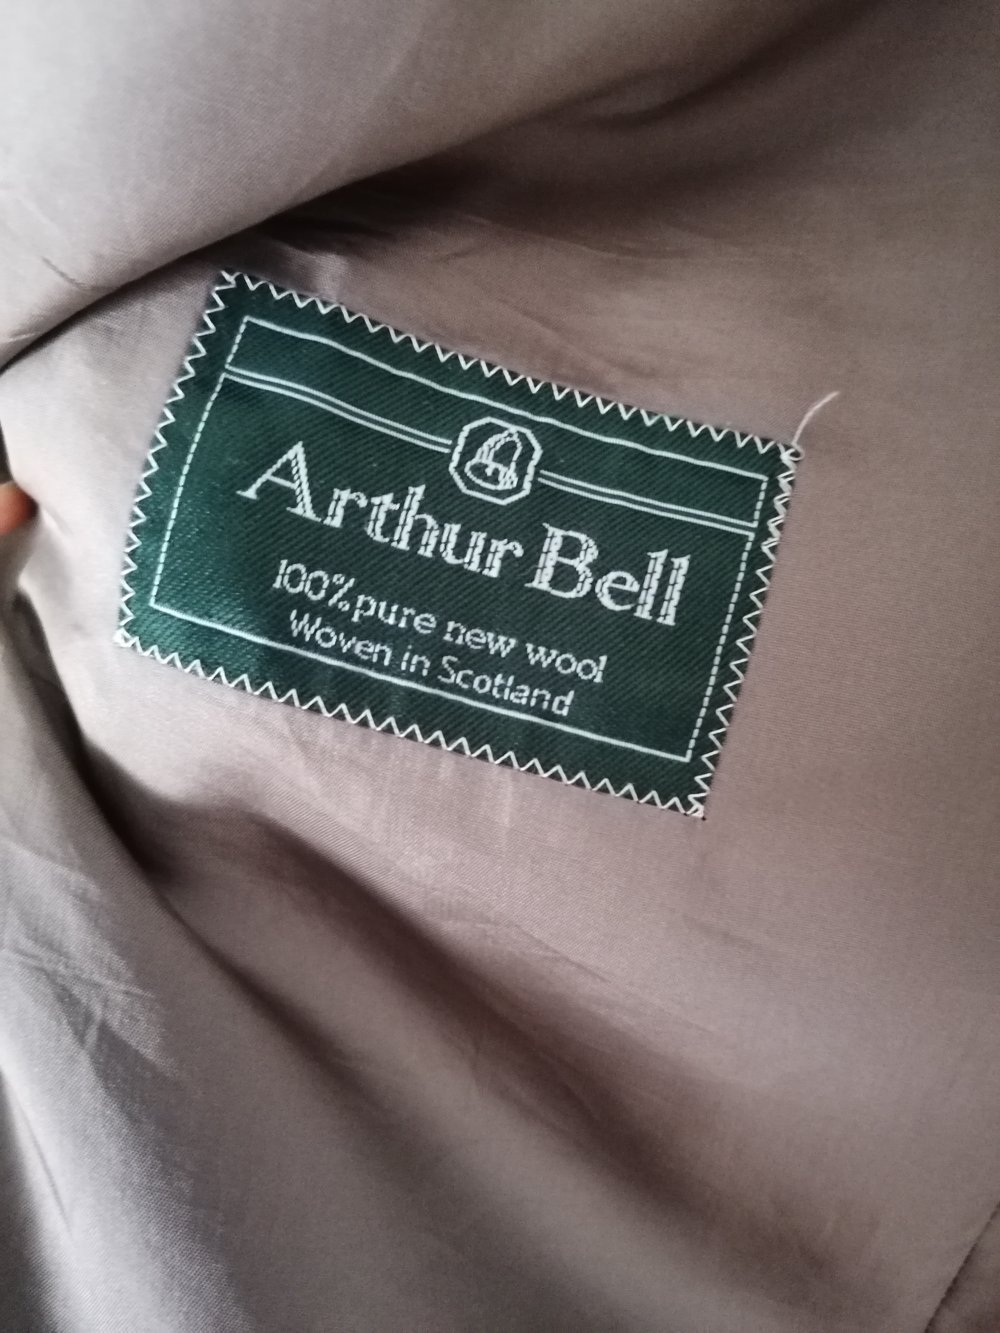 Arthur Bell
100% pure new wool
Woven in Scotland